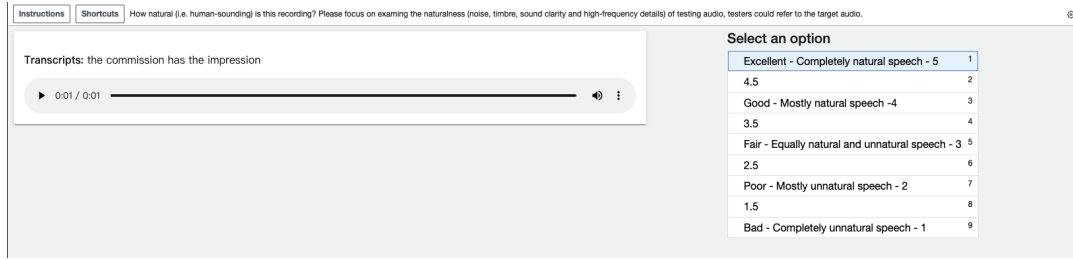 Instructions Shortcuts How natural (i.e. human-sounding) is this recording? Please focus on examing the naturalness (noise, timbre, sound clarity and high-frequency details) of testing audio, testers could refer to the target audio.
Transcripts: the commission has the impression
0:01 / 0:01
Select an option
Excellent - Completely natural speech - 5 1
4.5 2
Good - Mostly natural speech -4 3
3.5 4
Fair - Equally natural and unnatural speech - 3 5
2.5 6
Poor - Mostly unnatural speech - 2 7
1.5 8
Bad - Completely unnatural speech - 1 9